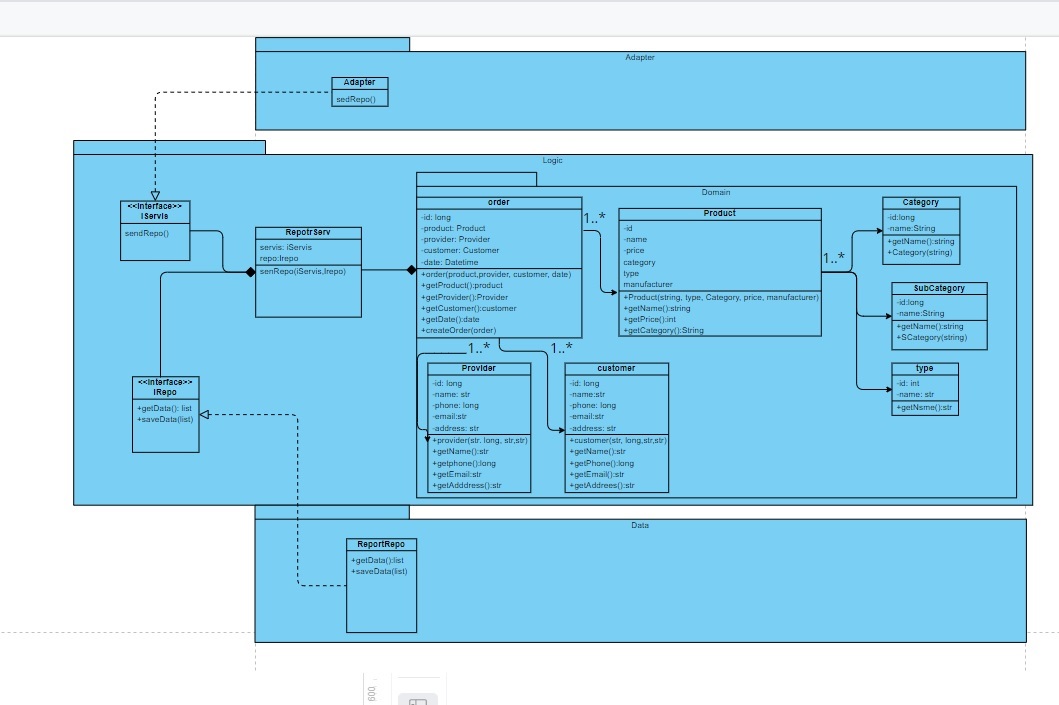 Adapter
Adapter
sedRepo()
Logic
<<Interface>>
iServis
sendRepo()
RepotrServ
servis: iServis
repo:Irepo
senRepo(iServis,Irepo)
<<Interface>>
IRepo
+getData(): list
+saveData(list)
Domain
order
-id: long
-product: Product
-provider: Provider
-customer: Customer
-date: Datetime
+order(product,provider, customer, date)
+getProduct():product
+getProvider():Provider
+getCustomer():customer
+getDate():date
+createOrder(order)
1..*
Product
-id
-name
-price
category
type
manufacturer
+Product(string, type, Category, price, manufacturer)
+getName():string
+getPrice():int
+getCategory():String
1..*
Category
-id:long
-name:String
+getName():string
+Category(string)
SubCategory
-id:long
-name:String
+getName():string
+SCategory(string)
type
-id: int
-name: str
+getNsme():str
1..*
1..*
Provider
-id: long
-name: str
-phone: long
-email:str
-address: str
+provider(str. long, str,str)
+getName():str
+getphone():long
+getEmail:str
+getAdddress():str
customer
-id: long
-name:str
-phone: long
-email:str
-address: str
+customer(str, long,str,str)
+getName():str
+getPhone():long
+getEmail():str
+getAdrees():str
Data
ReportRepo
+getData():list
+saveData(list)
600